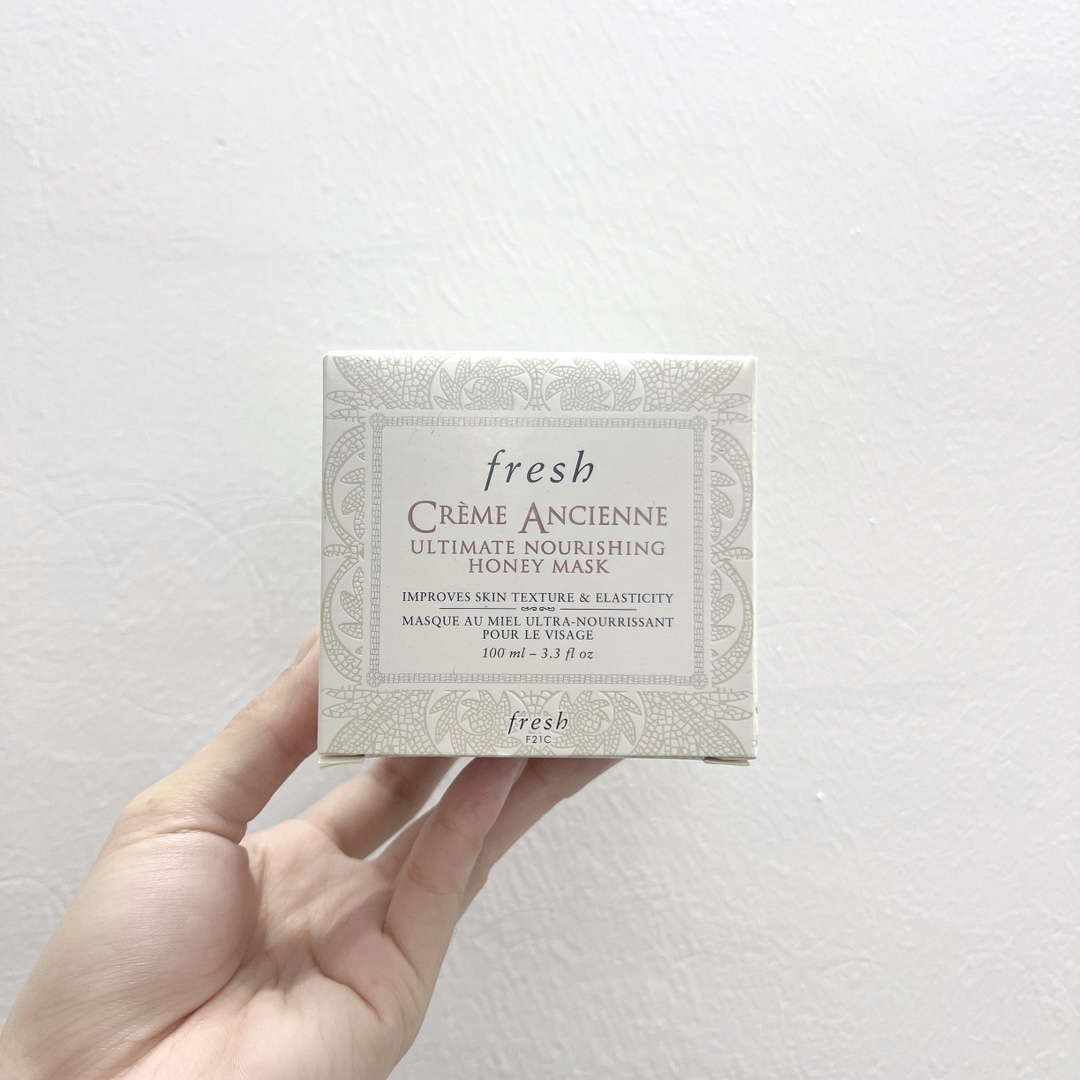 fresh
CRÈME ANCIENNE
ULTIMATE NOURISHING
HONEY MASK
IMPROVES SKIN TEXTURE & ELASTICITY
MASQUE AU MIEL ULTRA-NOURRISSANT
POUR LE VISAGE
100 ml – 3.3 fl oz
fresh
F21C